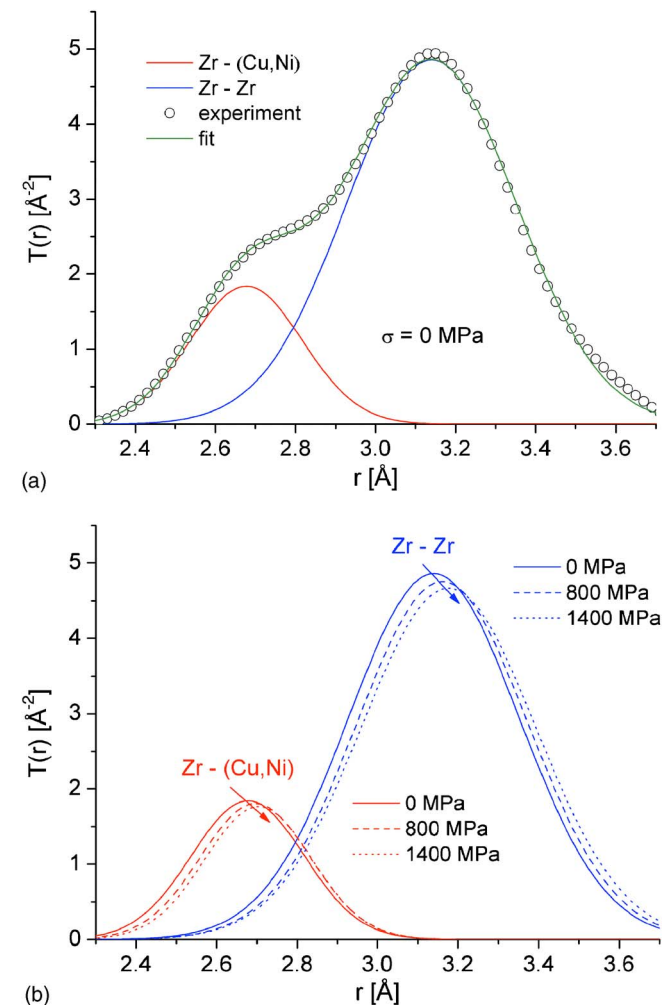 Zr - (Cu,Ni)
Zr - Zr
experiment
fit
T(r) [Å⁻²]
5
4
3
2
1
0
σ = 0 MPa
2.4 2.6 2.8 3.0 3.2 3.4 3.6
r [Å]
(a)
Zr - Zr
0 MPa
800 MPa
1400 MPa
T(r) [Å⁻²]
5
4
3
2
1
0
Zr - (Cu,Ni)
0 MPa
800 MPa
1400 MPa
2.4 2.6 2.8 3.0 3.2 3.4 3.6
r [Å]
(b)